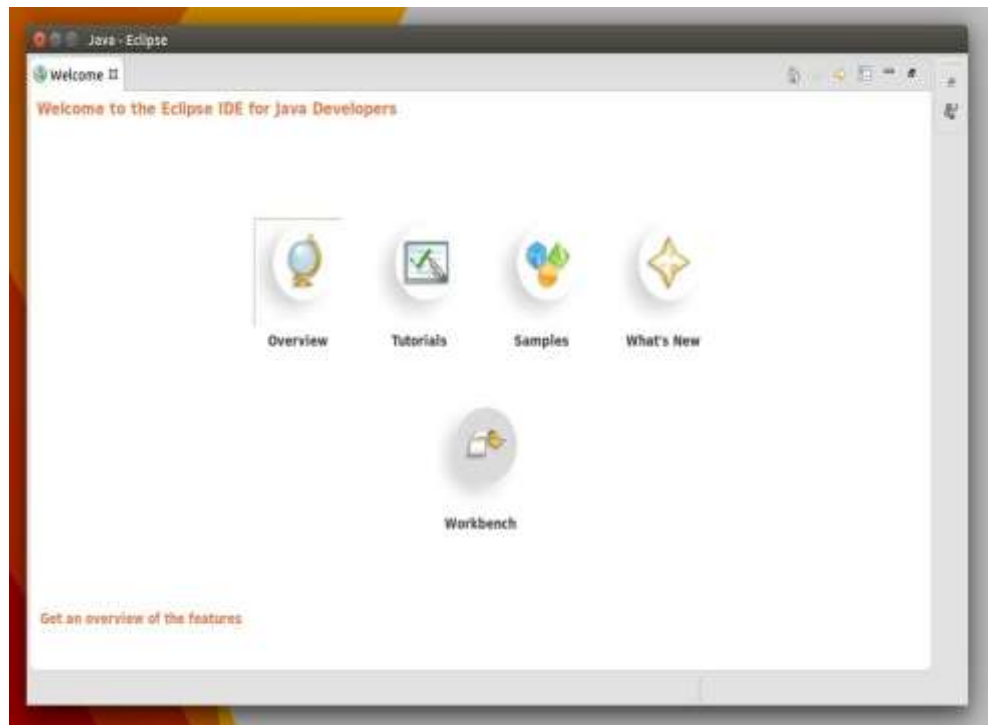 Java - Eclipse
Welcome
Welcome to the Eclipse IDE for Java Developers
Overview
Tutorials
Samples
What's New
Workbench
Get an overview of the features